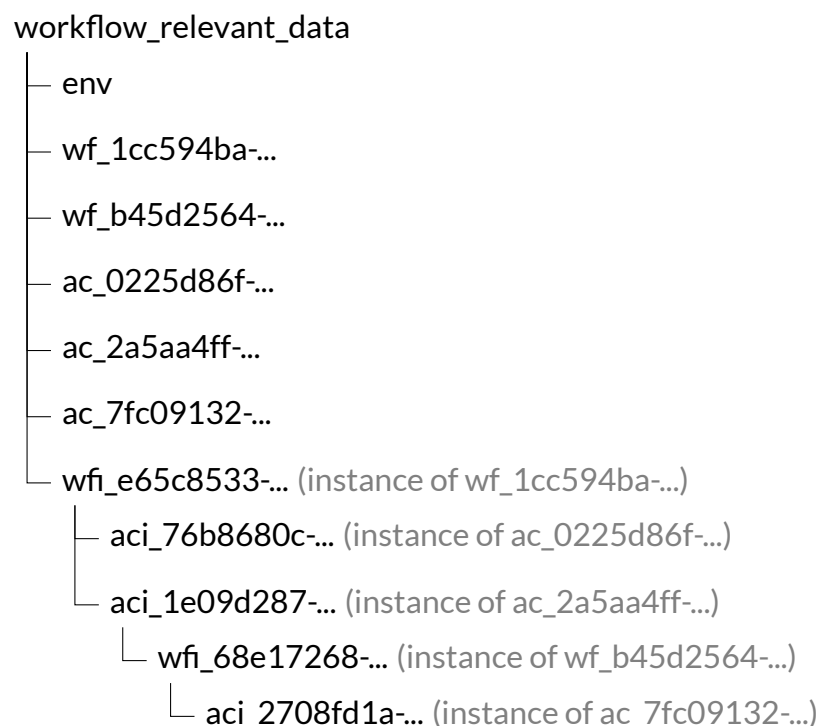 workflow_relevant_data
env
wf_1cc594ba-...
wf_b45d2564-...
ac_0225d86f-...
ac_2a5aa4ff-...
ac_7fc09132-...
wfi_e65c8533-... (instance of wf_1cc594ba-...)
aci_76b8680c-... (instance of ac_0225d86f-...)
aci_1e09d287-... (instance of ac_2a5aa4ff-...)
wfi_68e17268-... (instance of wf_b45d2564-...)
aci_2708fd1a-... (instance of ac_7fc09132-...)